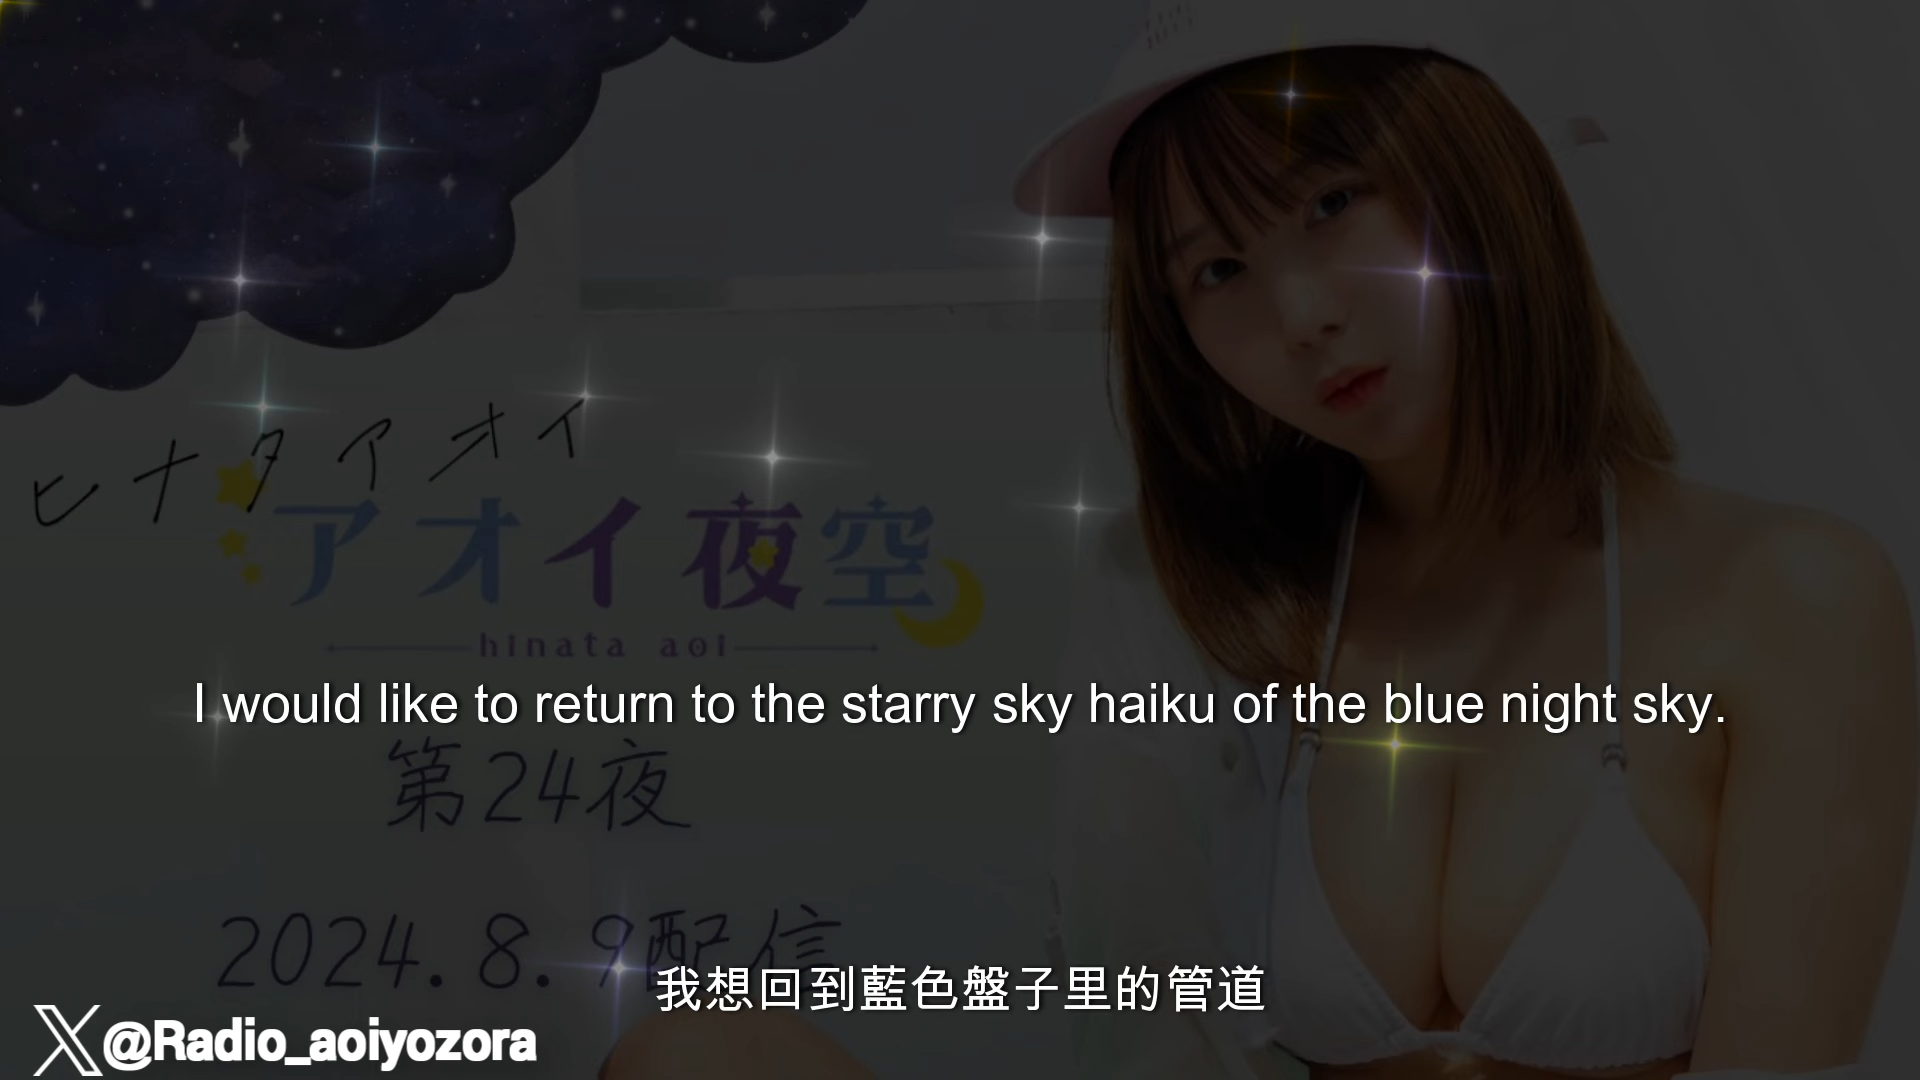 ヒナタアオイ
アオイ夜空
hinata aoi
I would like to return to the starry sky haiku of the blue night sky.
第24夜
2024.8.9配信
我想回到藍色盤子里的管道
X@Radio_aoiyozora